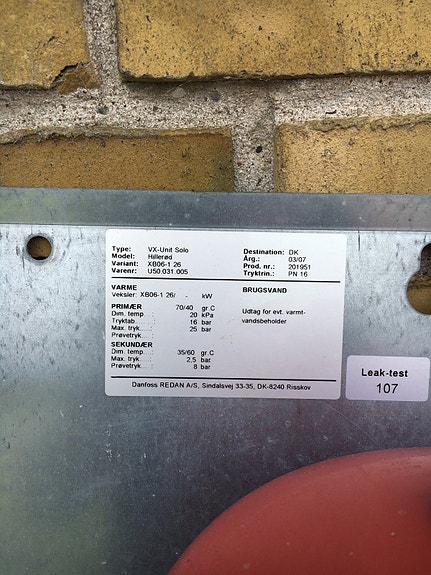 Type: VX-Unit Solo
Model: Hillerød
Variant: XB06-1 26
Varenr: U50.031.005
Destination: DK
Årg.: 03/07
Prod. nr.: 201951
Tryktrin.: PN 16
VARME
Veksler: XB06-1 26/ - kW
PRIMÆR
Dim. temp. : 70/40 gr.C
Tryktab. : 20 kPa
Max. tryk : 16 bar
Prøvetryk : 25 bar
SEKUNDÆR
Dim. temp. : 35/60 gr.C
Max. tryk : 2,5 bar
Prøvetryk : 8 bar
BRUGSVAND
Udtag for evt. varmt-
vandsbeholder
Danfoss REDAN A/S, Sindalsvej 33-35, DK-8240 Risskov
Leak-test
107